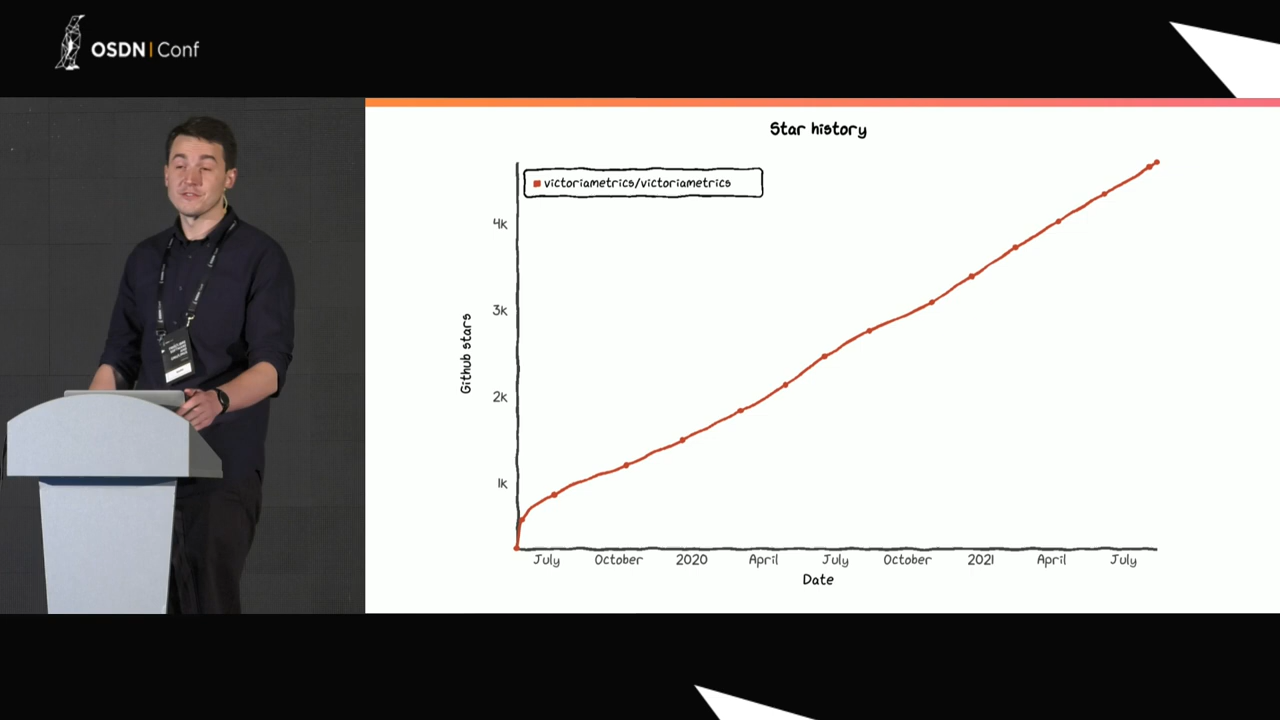 OSDN | Conf
Star history
victoriametrics/victoriametrics
4k
3k
2k
1k
Github stars
July October 2020 April July October 2021 April July
Date